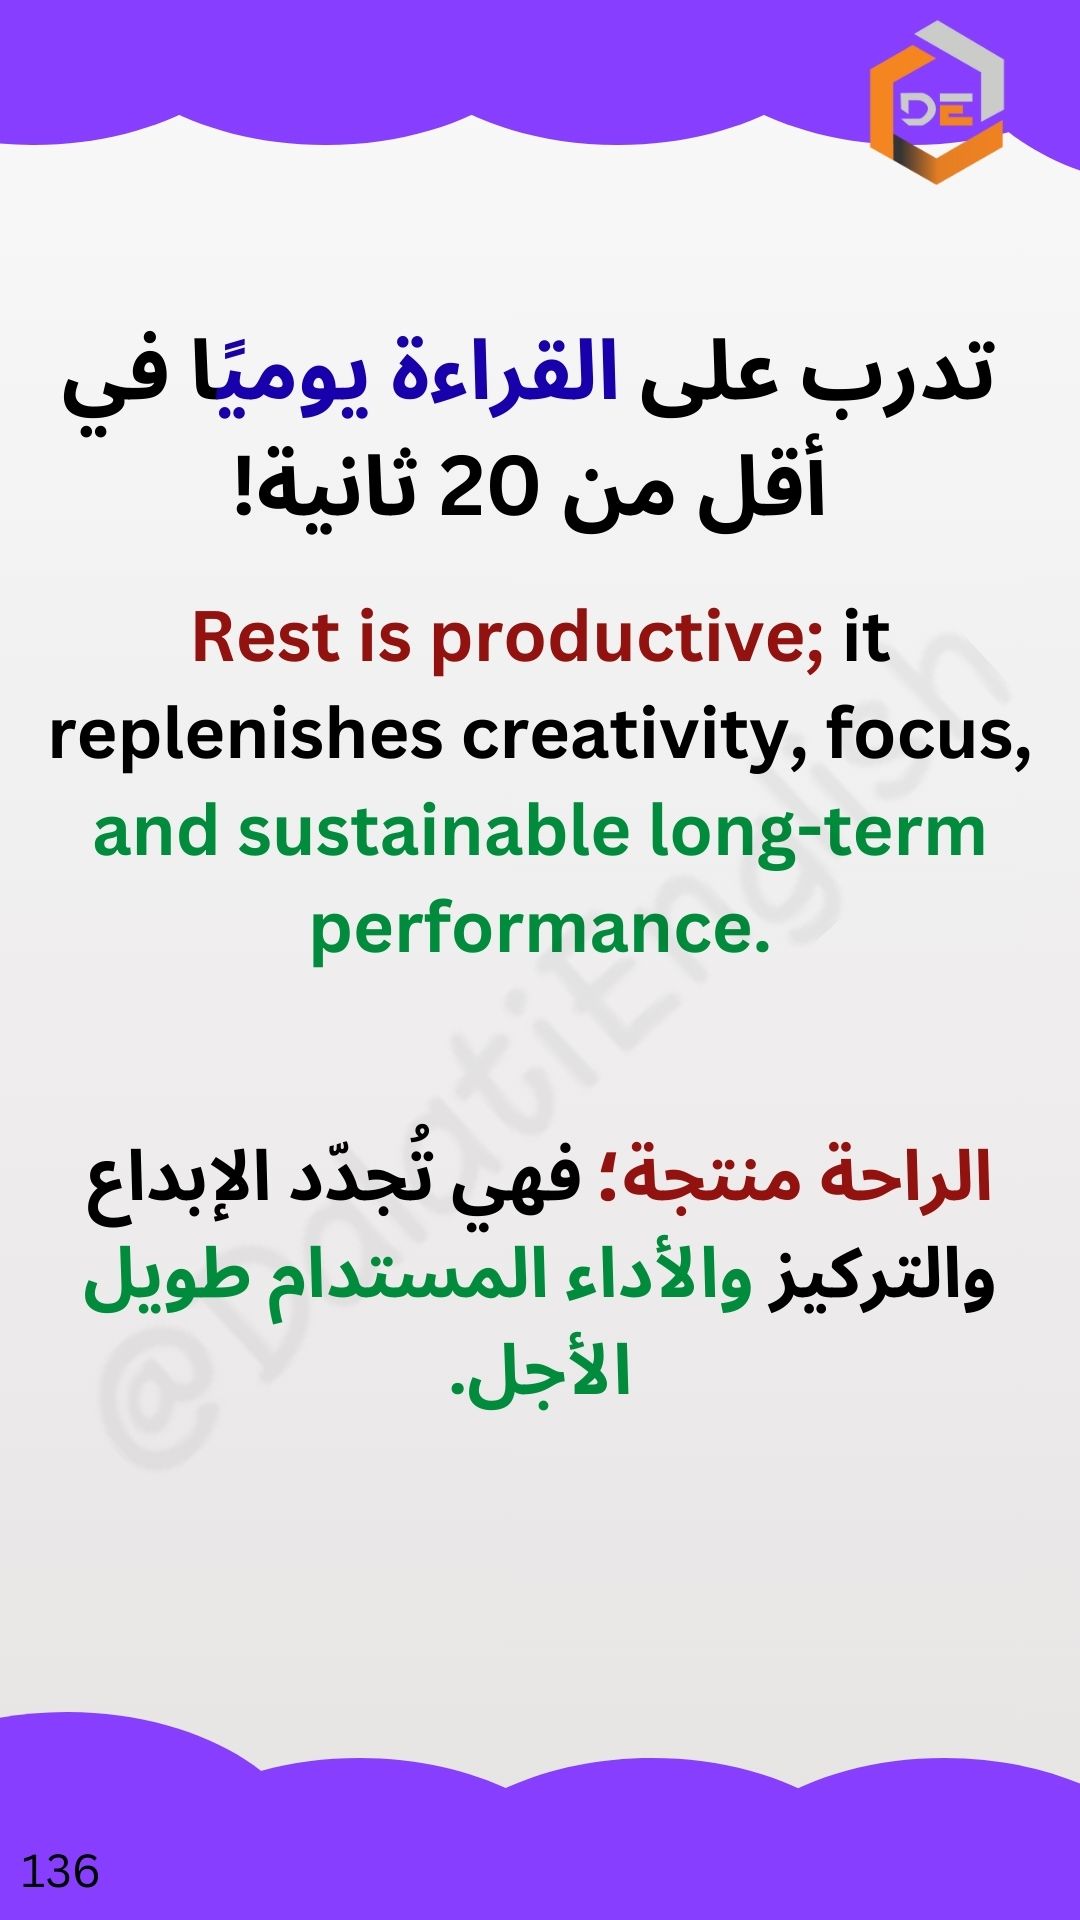 DE
تدرب على القراءة يوميًا في
أقل من 20 ثانية!
Rest is productive; it
replenishes creativity, focus,
and sustainable long-term
performance.
الراحة منتجة؛ فهي تُجدّد الإبداع
والتركيز والأداء المستدام طويل
الأجل.
@DalatiEnglish
136